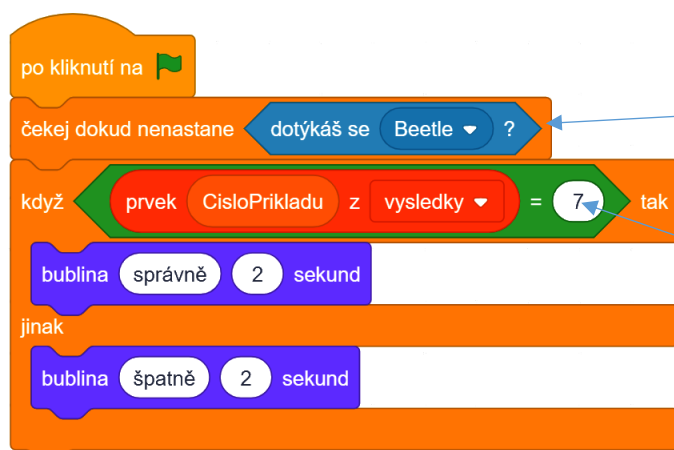 po kliknutí na
čekej dokud nenastane dotýkáš se Beetle ?
když prvek CisloPrikladu z vysledky = 7 tak
bublina správně 2 sekund
jinak
bublina špatně 2 sekund